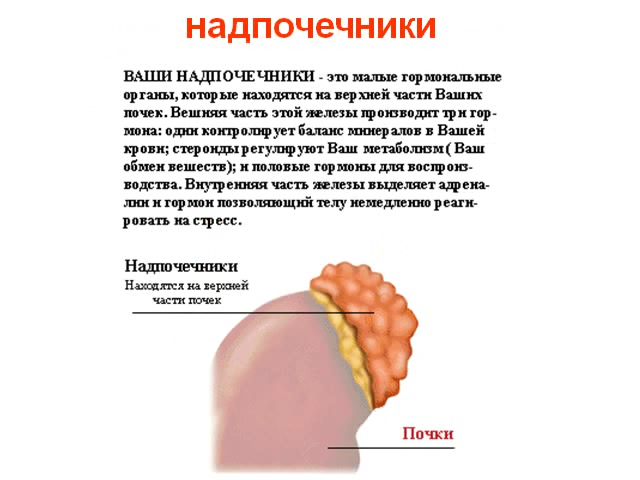 надпочечники
ВАШИ НАДПОЧЕЧНИКИ - это малые гормональные
органы, которые находятся на верхней части Ваших
почек. Вешняя часть этой железы производит три гор-
мона: один контролирует баланс минералов в Вашей
крови; стероиды регулируют Ваш метаболизм ( Ваш
обмен веществ); и половые гормоны для воспроиз-
водства. Внутренняя часть железы выделяет адрена-
лин и гормон позволяющий телу немедленно реаги-
ровать на стресс.
Надпочечники
Находятся на верхней
части почек
Почки